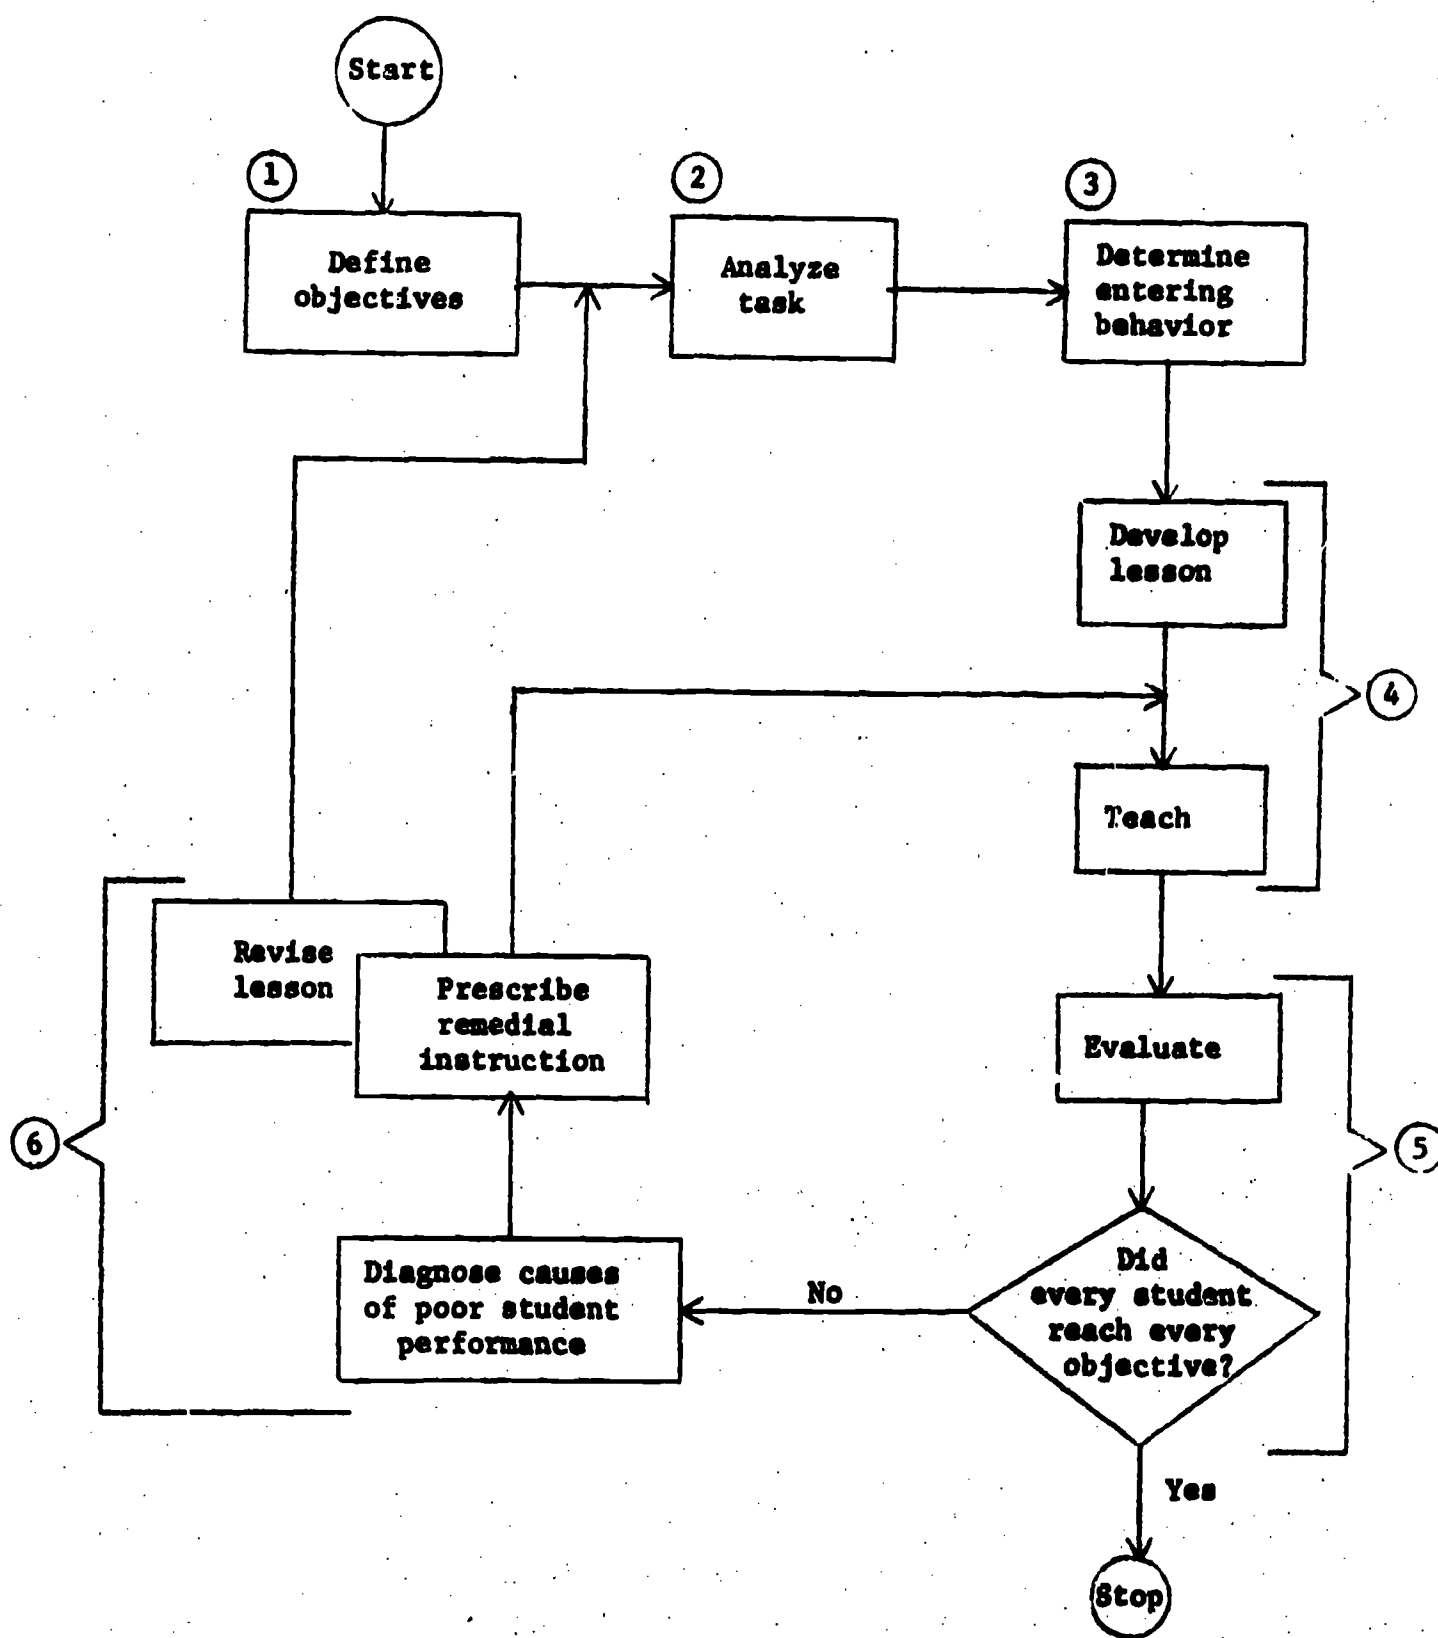 Start
1
Define
objectives
2
Analyze
task
3
Determine
entering
behavior
Develop
lesson
4
Teach
Revise
lesson
Prescribe
remedial
instruction
Evaluate
6
5
Diagnose causes
of poor student
performance
No
Did
every student
reach every
objective?
Yes
Stop